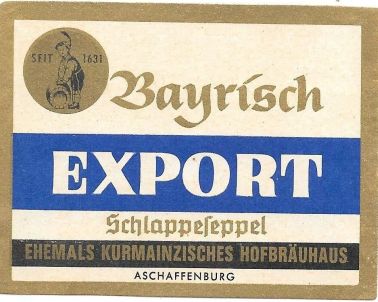 SEIT 1631
Bayrisch
EXPORT
Schlappeseppel
EHEMALS KURMAINZISCHES HOFBRÄUHAUS
ASCHAFFENBURG